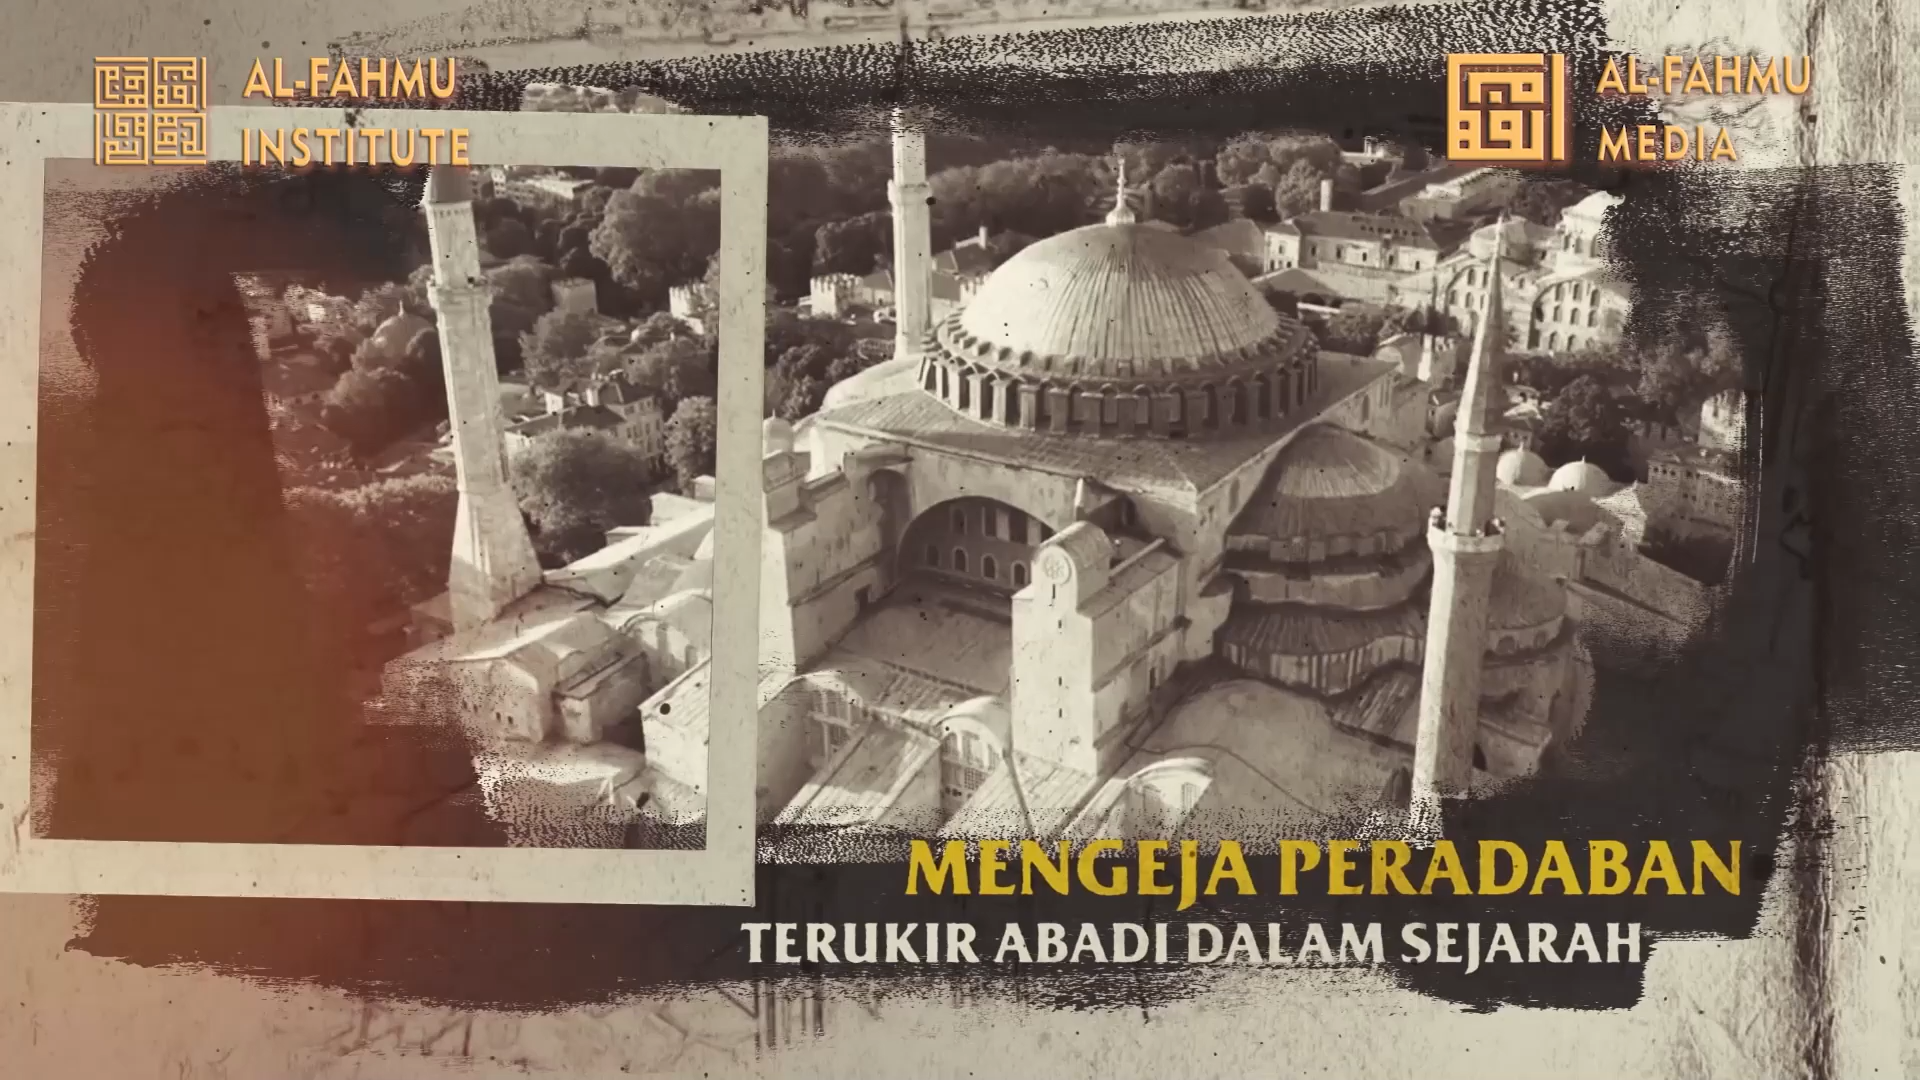 AL-FAHMU
INSTITUTE
AL-FAHMU
MEDIA
MENGEJA PERADABAN
TERUKIR ABADI DALAM SEJARAH